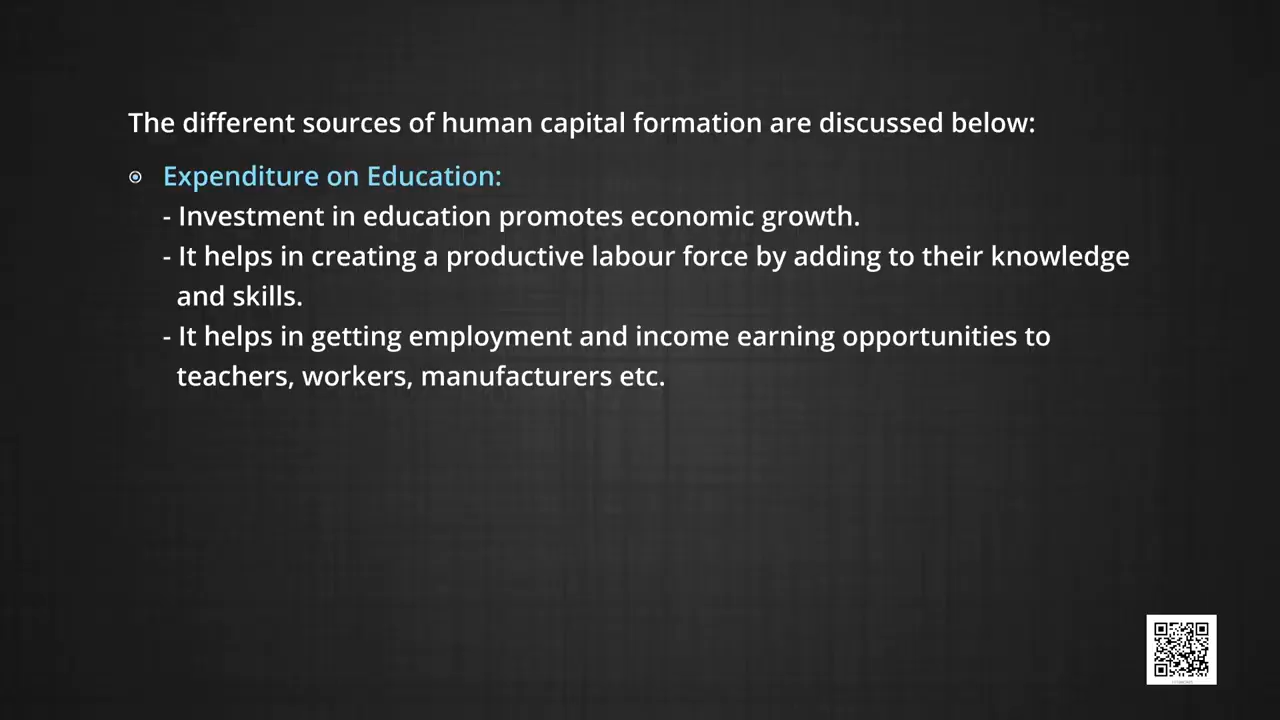 The different sources of human capital formation are discussed below:
Expenditure on Education:
- Investment in education promotes economic growth.
- It helps in creating a productive labour force by adding to their knowledge
and skills.
- It helps in getting employment and income earning opportunities to
teachers, workers, manufacturers etc.